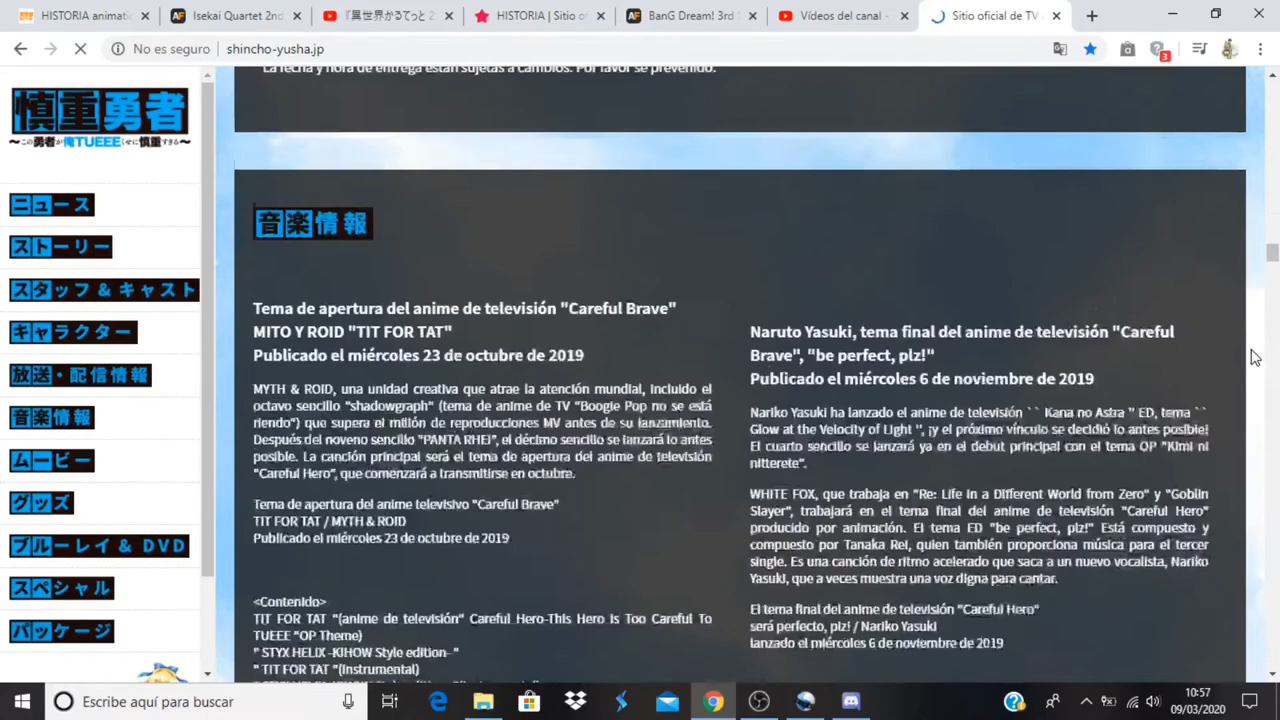 HISTORIA animati
Isekai Quartet 2nd
『異世界かるてっと 2
HISTORIA | Sitio of
BanG Dream! 3rd
Vídeos del canal -
Sitio oficial de TV
No es seguro
shincho-yusha.jp
3
La fecha y hora de entrega están sujetas a cambios. Por favor se prevenido.
慎重勇者
～この勇者が俺TUEEEくせに慎重すぎる～
ニュース
ストーリー
スタッフ & キャスト
キャラクター
放送・配信情報
音楽情報
ムービー
グッズ
ブルーレイ & DVD
スペシャル
パッケージ
音楽情報
Tema de apertura del anime de televisión "Careful Brave"
MITO Y ROID "TIT FOR TAT"
Publicado el miércoles 23 de octubre de 2019
MYTH & ROID, una unidad creativa que atrae la atención mundial, incluido el
octavo sencillo "shadowgraph" (tema de anime de TV "Boogie Pop no se está
riendo") que supera el millón de reproducciones MV antes de su lanzamiento.
Después del noveno sencillo "PANTA RHEI", el décimo sencillo se lanzará lo antes
posible. La canción principal será el tema de apertura del anime de televisión
"Careful Hero", que comenzará a transmitirse en octubre.
Tema de apertura del anime televisivo "Careful Brave"
TIT FOR TAT / MYTH & ROID
Publicado el miércoles 23 de octubre de 2019
<Contenido>
TIT FOR TAT "(anime de televisión" Careful Hero-This Hero Is Too Careful To
TUEEE "OP Theme)
" STYX HELIX -KIHOW Style edition- "
" TIT FOR TAT "(Instrumental)
Naruto Yasuki, tema final del anime de televisión "Careful
Brave", "be perfect, plz!"
Publicado el miércoles 6 de noviembre de 2019
Nariko Yasuki ha lanzado el anime de televisión `` Kana no Astra '' ED, tema ``
Glow at the Velocity of Light '', ¡y el próximo vínculo se decidió lo antes posible!
El cuarto sencillo se lanzará ya en el debut principal con el tema OP "Kimi ni
nitterete".
WHITE FOX, que trabaja en "Re: Life in a Different World from Zero" y "Goblin
Slayer", trabajará en el tema final del anime de televisión "Careful Hero"
producido por animación. El tema ED "be perfect, plz!" Está compuesto y
compuesto por Tanaka Rei, quien también proporciona música para el tercer
single. Es una canción de ritmo acelerado que saca a un nuevo vocalista, Nariko
Yasuki, que a veces muestra una voz digna para cantar.
El tema final del anime de televisión "Careful Hero"
será perfecto, plz! / Nariko Yasuki
lanzado el miércoles 6 de noviembre de 2019
Escribe aquí para buscar
10:57
09/03/2020